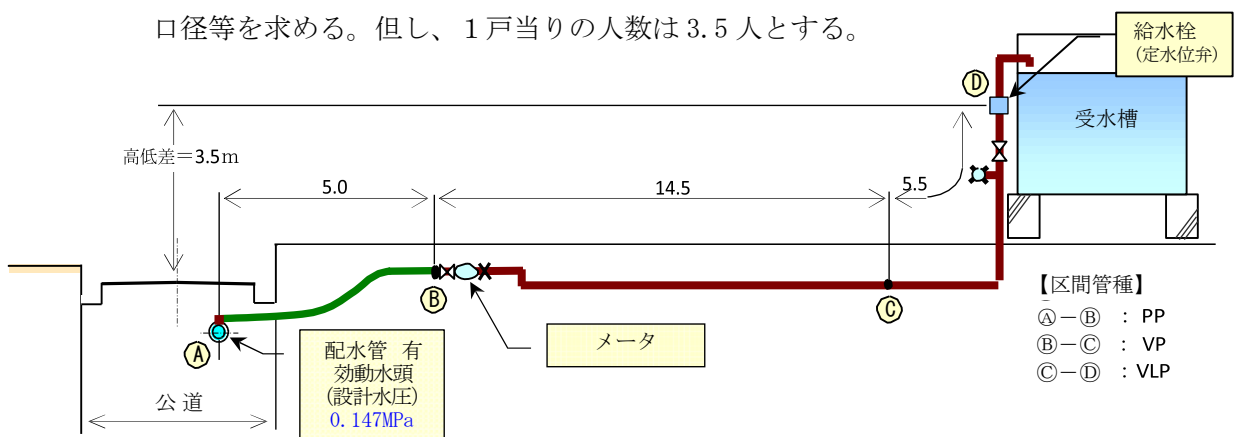 口径等を求める。但し、１戸当りの人数は 3.5 人とする。
給水栓
(定水位弁)
Ⓓ
受水槽
高低差＝3.5ｍ
5.0
14.5
5.5
Ⓑ
Ⓒ
Ⓐ
メータ
配水管 有
効動水頭
(設計水圧)
0.147MPa
公 道
【区間管種】
Ⓐ－Ⓑ ： PP
Ⓑ－Ⓒ ： VP
Ⓒ－Ⓓ ：VLP